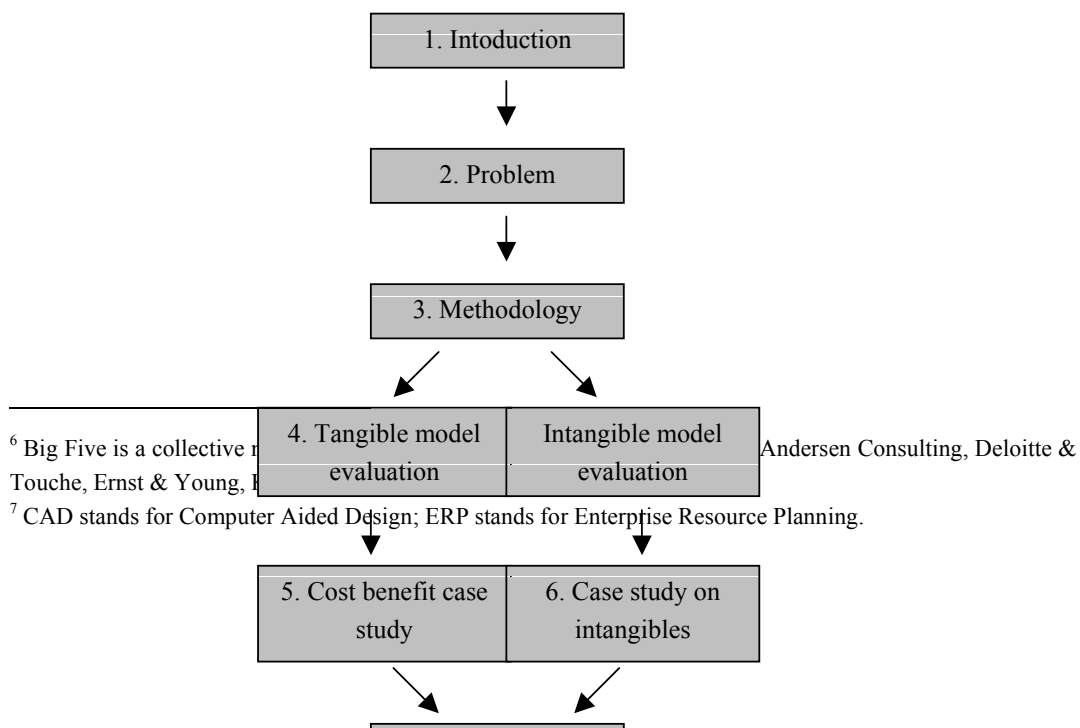 1. Intoduction
2. Problem
3. Methodology
4. Tangible model
evaluation
Intangible model
evaluation
6 Big Five is a collective
Andersen Consulting, Deloitte &
Touche, Ernst & Young,
7 CAD stands for Computer Aided Design; ERP stands for Enterprise Resource Planning.
5. Cost benefit case
study
6. Case study on
intangibles